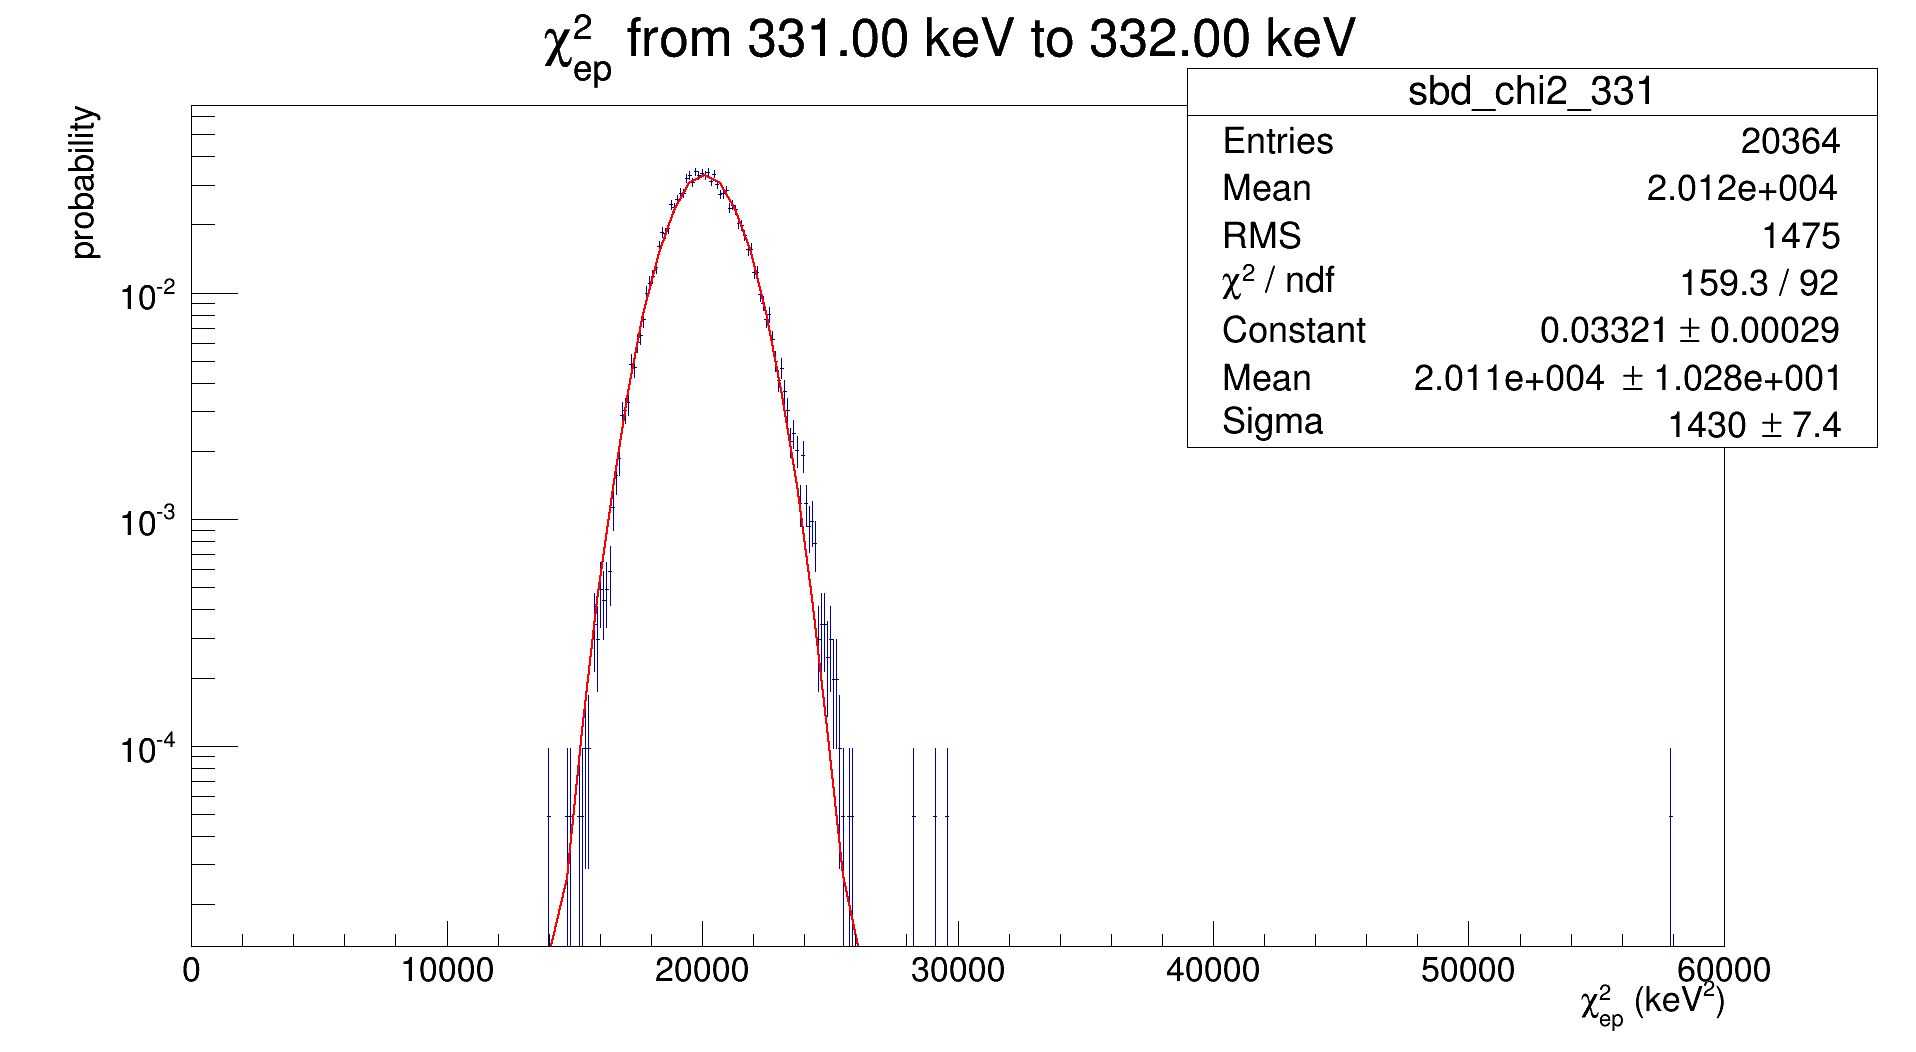 χ²ep from 331.00 keV to 332.00 keV
probability
sbd_chi2_331
Entries 20364
Mean 2.012e+004
RMS 1475
χ² / ndf 159.3 / 92
Constant 0.03321 ± 0.00029
Mean 2.011e+004 ± 1.028e+001
Sigma 1430 ± 7.4
10⁻²
10⁻³
10⁻⁴
0 10000 20000 30000 40000 50000 60000
χ²ep (keV²)